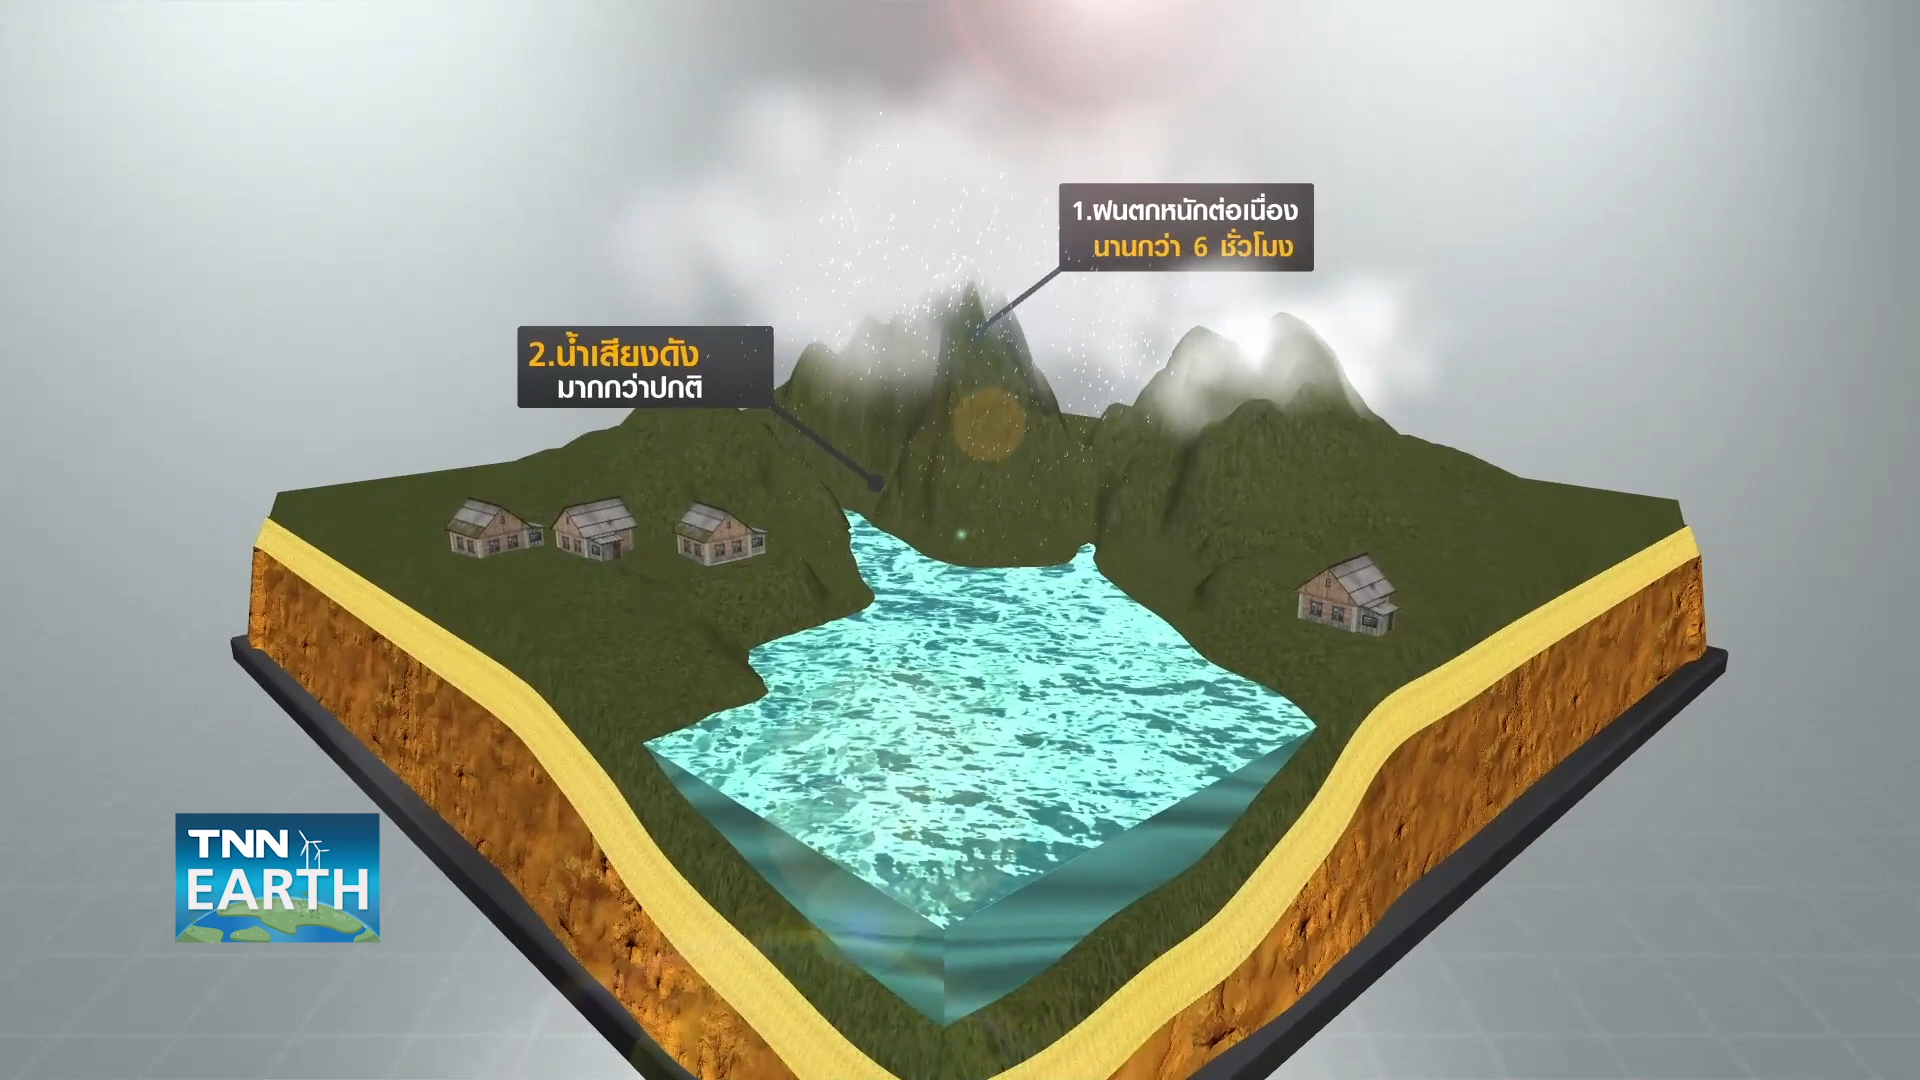 1.ฝนตกหนักต่อเนื่อง
นานกว่า 6 ชั่วโมง
2.น้ำเสียงดัง
มากกว่าปกติ
TNN
EARTH